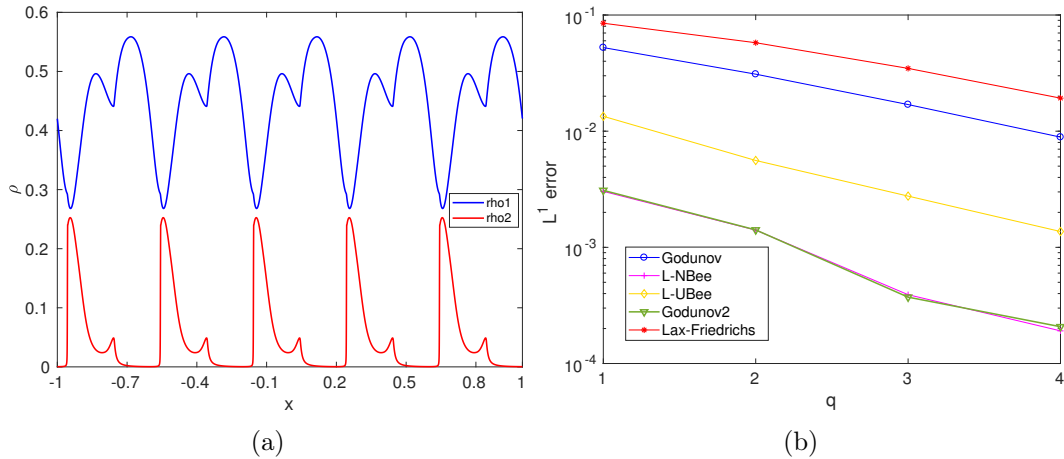 0.6
0.5
0.4
0.3
0.2
0.1
0
ρ
rho1
rho2
-1
-0.7
-0.4
-0.1
0.2
0.5
0.8
1
x
(a)
10^-1
10^-2
10^-3
10^-4
L^1 error
Godunov
L-NBee
L-UBee
Godunov2
Lax-Friedrichs
1
2
3
4
q
(b)